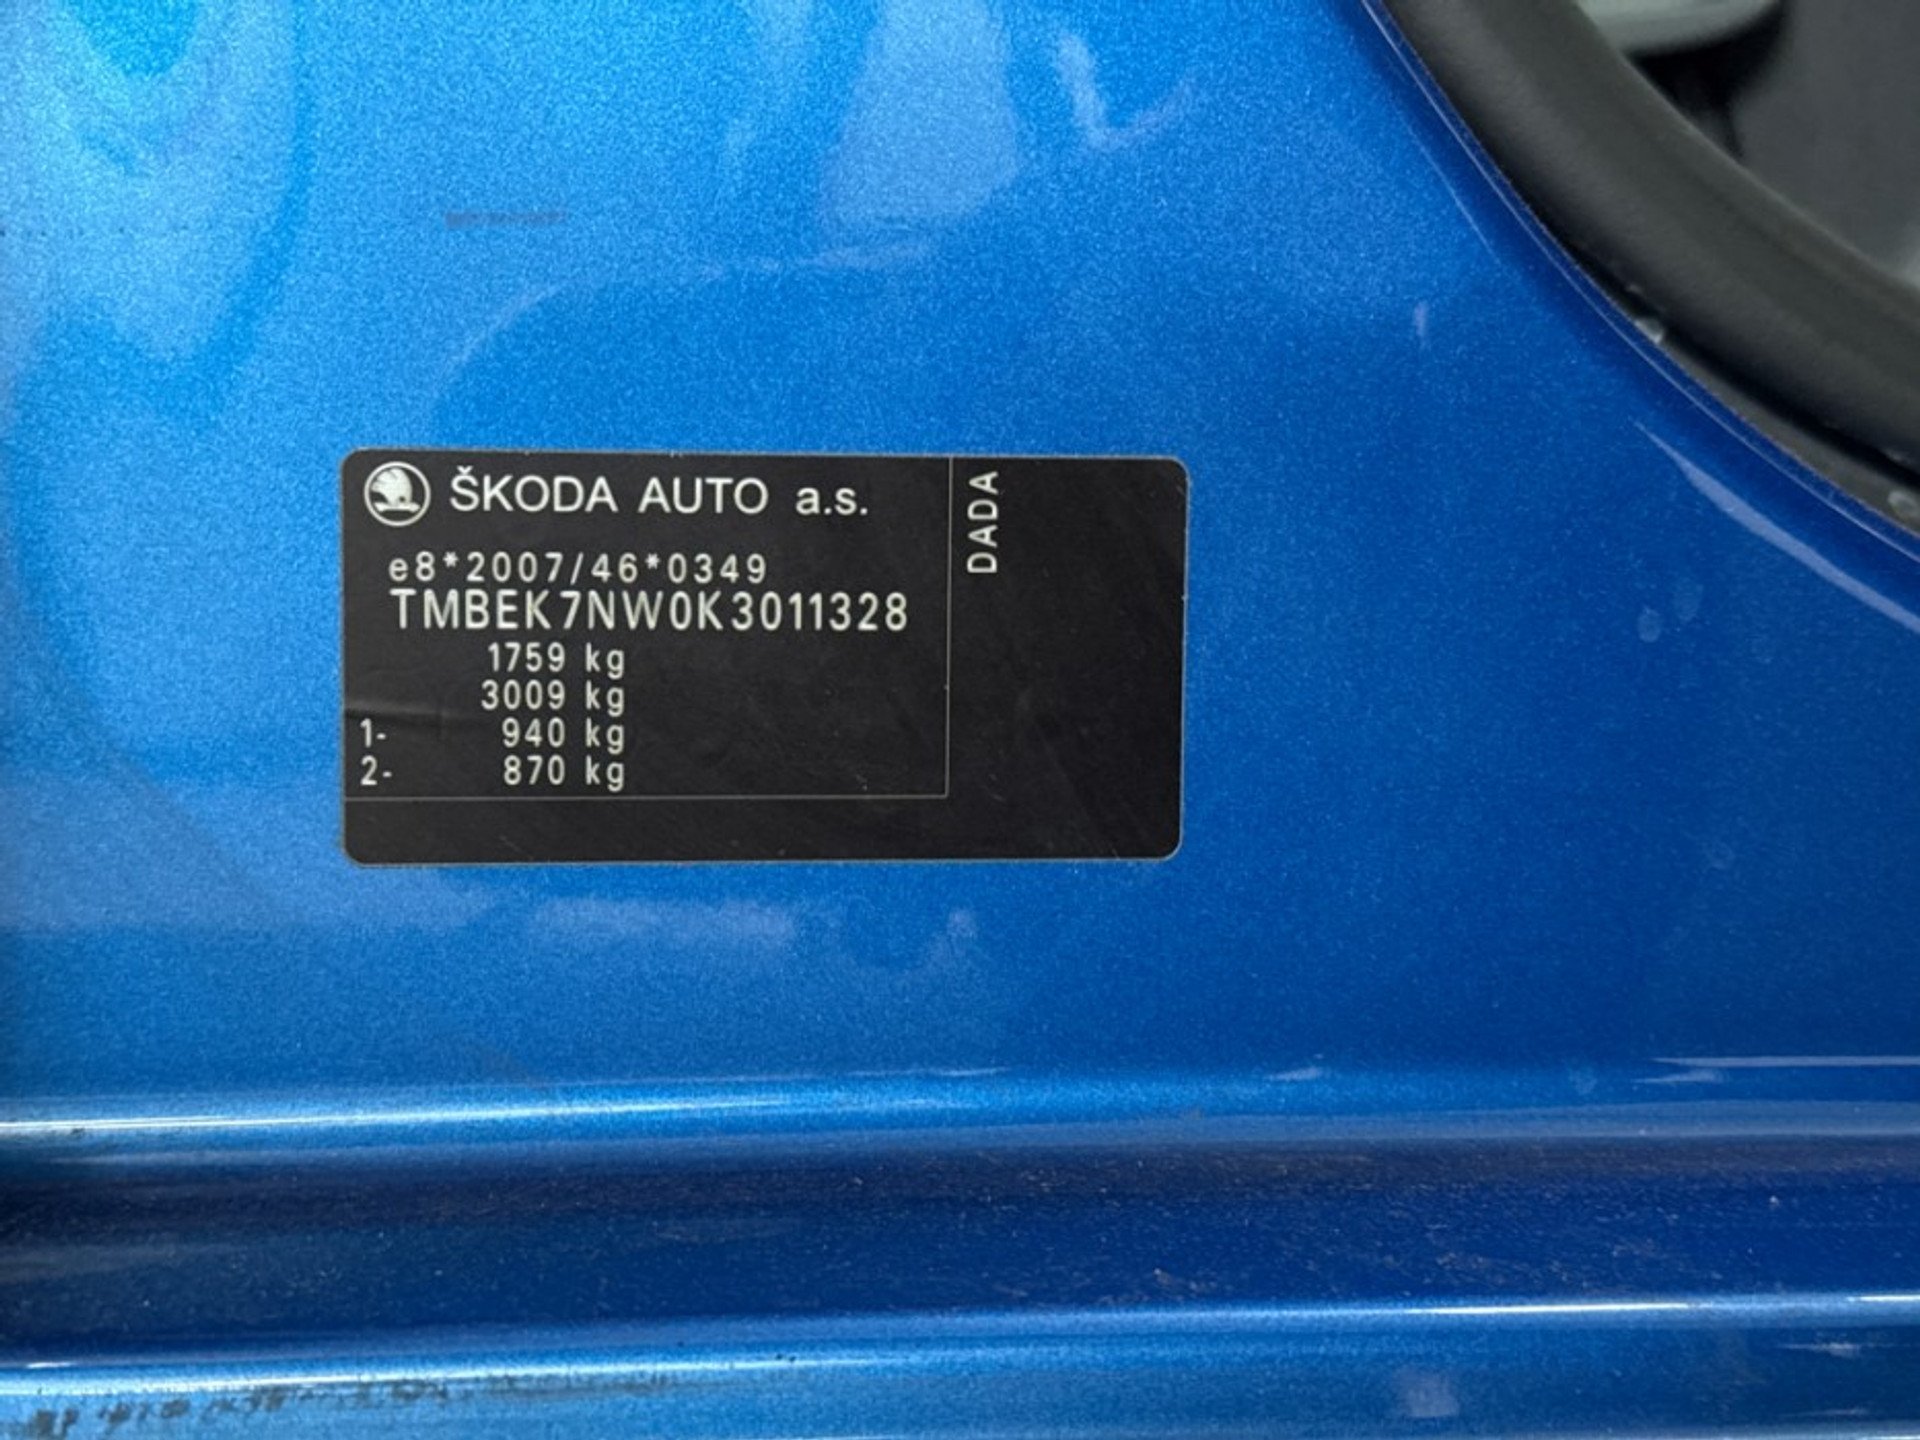 ŠKODA AUTO a.s.
e8*2007/46*0349
TMBEK7NW0K3011328
1759 kg
3009 kg
1- 940 kg
2- 870 kg
DADA